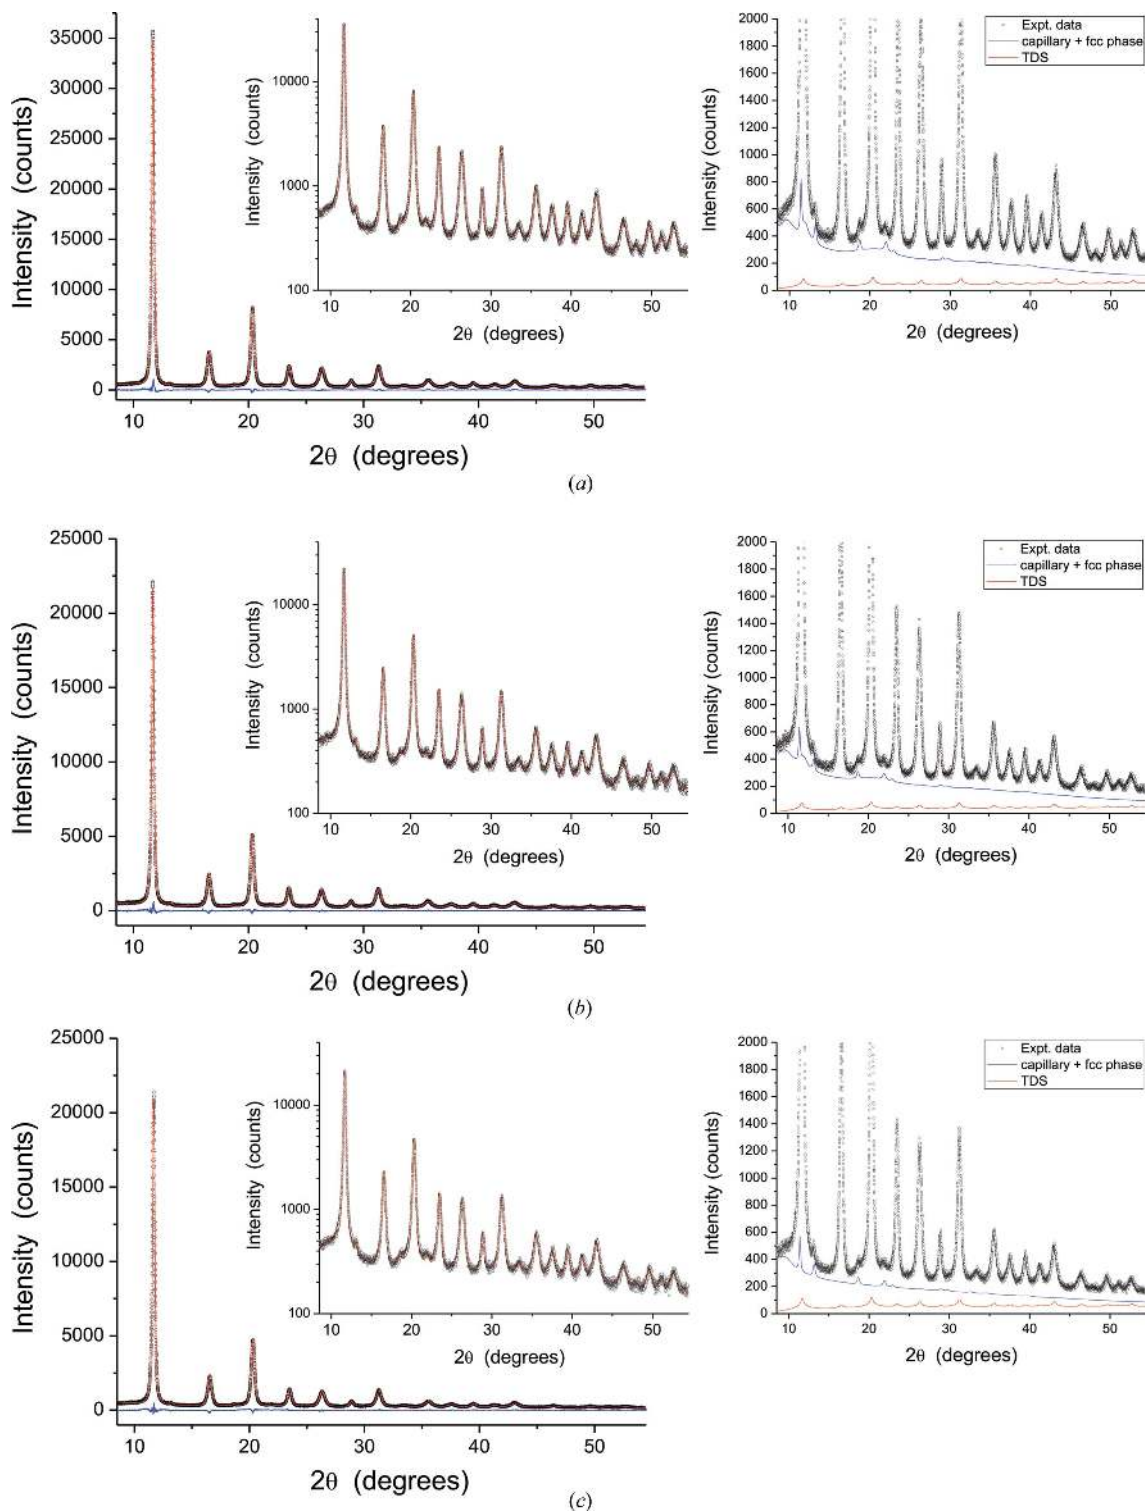 35000
30000
25000
20000
15000
10000
5000
0
Intensity (counts)
10 20 30 40 50
2θ (degrees)
10000
1000
100
Intensity (counts)
10 20 30 40 50
2θ (degrees)
2000
1800
1600
1400
1200
1000
800
600
400
200
0
Intensity (counts)
10 20 30 40 50
2θ (degrees)
Expt. data
capillary + fcc phase
TDS
(a)
25000
20000
15000
10000
5000
0
Intensity (counts)
10 20 30 40 50
2θ (degrees)
10000
1000
100
Intensity (counts)
10 20 30 40 50
2θ (degrees)
2000
1800
1600
1400
1200
1000
800
600
400
200
0
Intensity (counts)
10 20 30 40 50
2θ (degrees)
Expt. data
capillary + fcc phase
TDS
(b)
25000
20000
15000
10000
5000
0
Intensity (counts)
10 20 30 40 50
2θ (degrees)
10000
1000
100
Intensity (counts)
10 20 30 40 50
2θ (degrees)
2000
1800
1600
1400
1200
1000
800
600
400
200
0
Intensity (counts)
10 20 30 40 50
2θ (degrees)
Expt. data
capillary + fcc phase
TDS
(c)